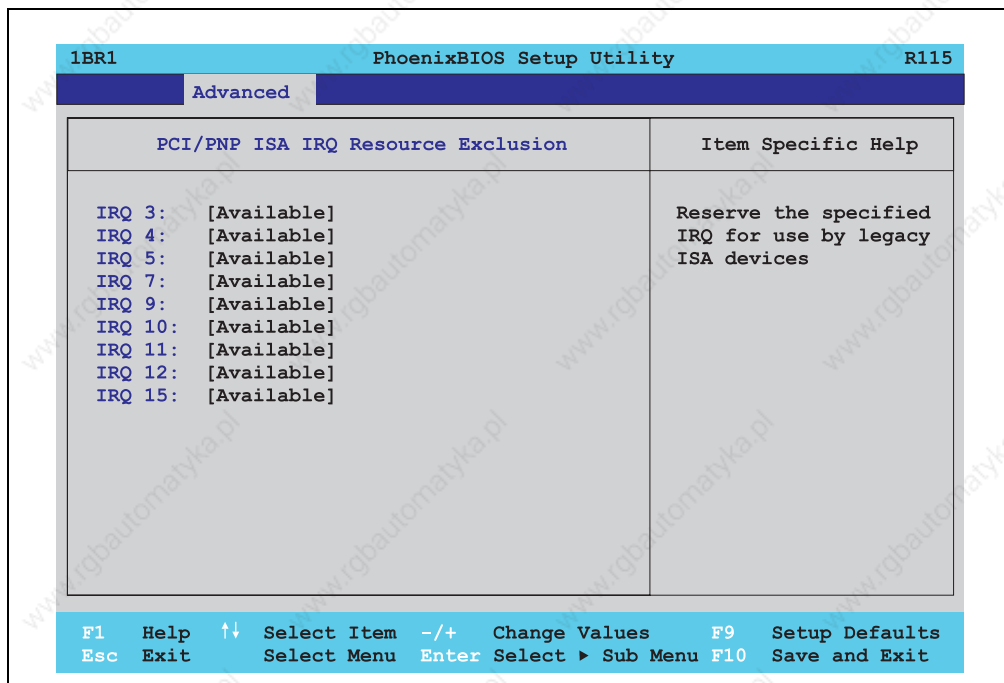 1BR1 PhoenixBIOS Setup Utility R115
Advanced
PCI/PNP ISA IRQ Resource Exclusion
Item Specific Help
IRQ 3: [Available]
IRQ 4: [Available]
IRQ 5: [Available]
IRQ 7: [Available]
IRQ 9: [Available]
IRQ 10: [Available]
IRQ 11: [Available]
IRQ 12: [Available]
IRQ 15: [Available]
Reserve the specified
IRQ for use by legacy
ISA devices
F1 Help ↑↓ Select Item -/+ Change Values F9 Setup Defaults
Esc Exit Select Menu Enter Select ▶ Sub Menu F10 Save and Exit
www.rgbautomatyka.pl